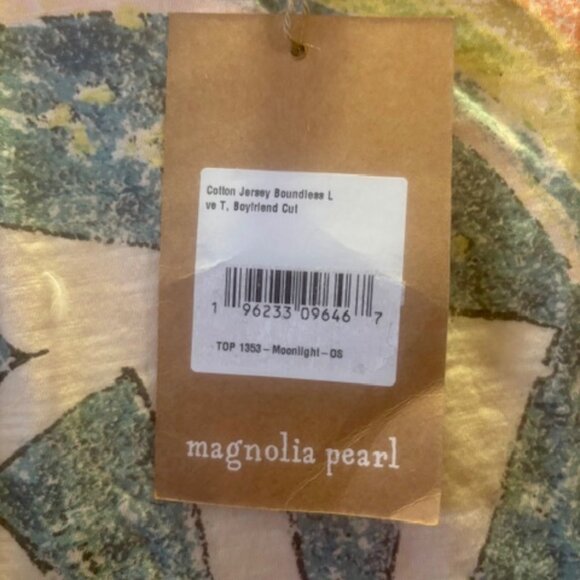 Cotton Jersey Boundless L
ve T, Boyfriend Cut
1 96233 09646 7
TOP 1353 - Moonlight - OS
magnolia pearl